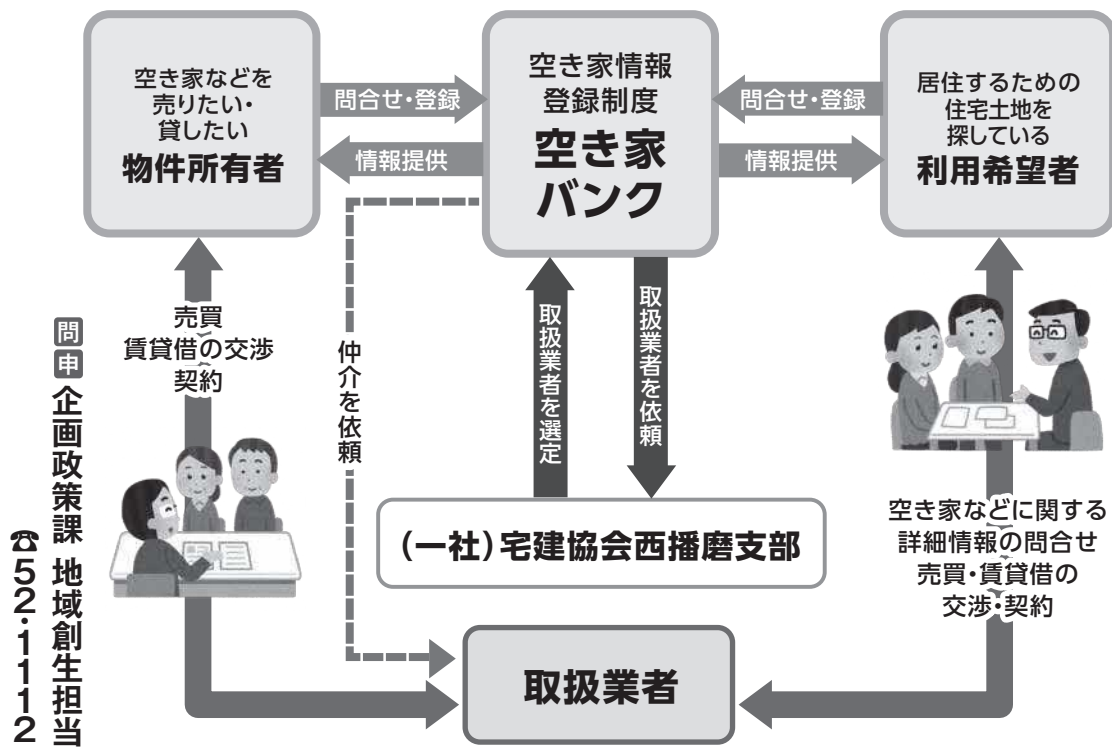 空き家などを
売りたい・
貸したい
物件所有者
問合せ・登録
情報提供
空き家情報
登録制度
空き家
バンク
問合せ・登録
情報提供
居住するための
住宅土地を
探している
利用希望者
売買
賃貸借の交渉
契約
仲介を依頼
取扱業者を選定
取扱業者を依頼
(一社)宅建協会西播磨支部
空き家などに関する
詳細情報の問合せ
売買・賃貸借の
交渉・契約
取扱業者
問申 企画政策課 地域創生担当
☎52・1112